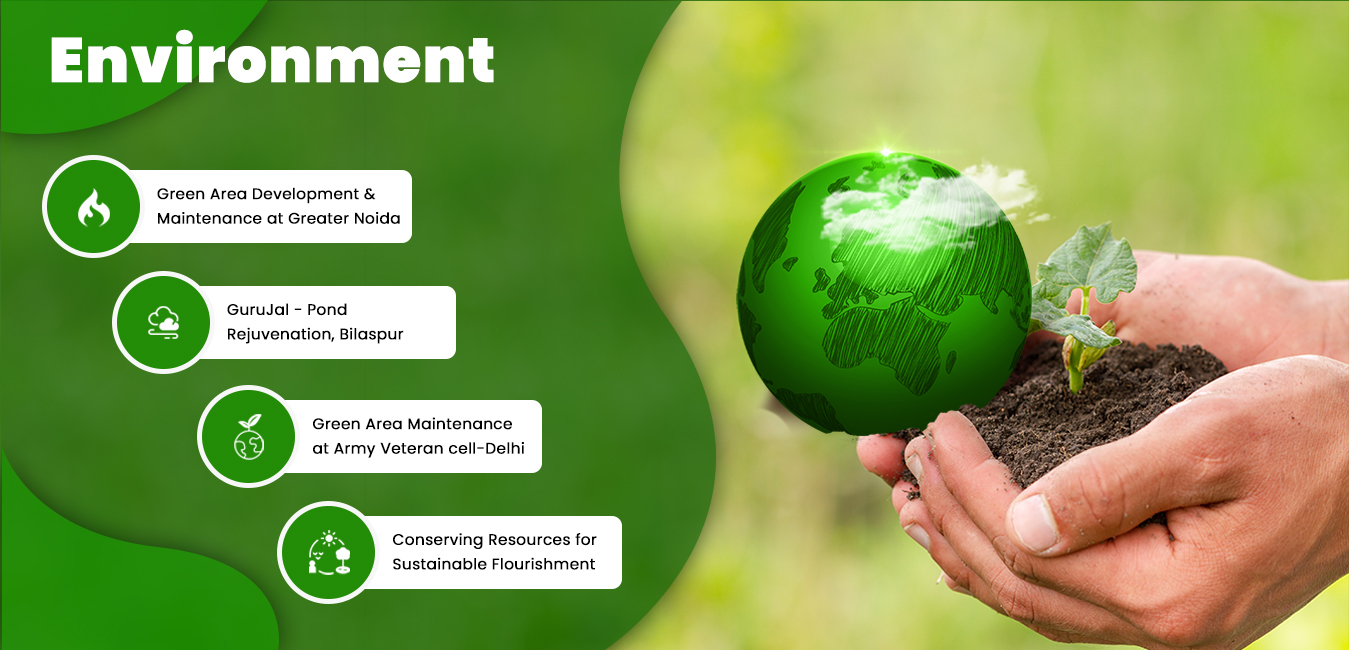 Environment
Green Area Development &
Maintenance at Greater Noida
GuruJal - Pond
Rejuvenation, Bilaspur
Green Area Maintenance
at Army Veteran cell-Delhi
Conserving Resources for
Sustainable Flourishment